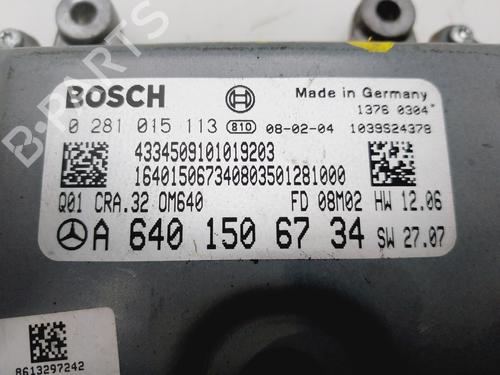 BOSCH
Made in Germany
1376 0304*
0 281 015 113 810 08-02-04 1039S24378
4334509101019203
164015067340803501281000
Q01 CRA.32 OM640 FD 08M02 HW 12.06
A 640 150 67 34 SW 27.07
8613297242
B-PARTS